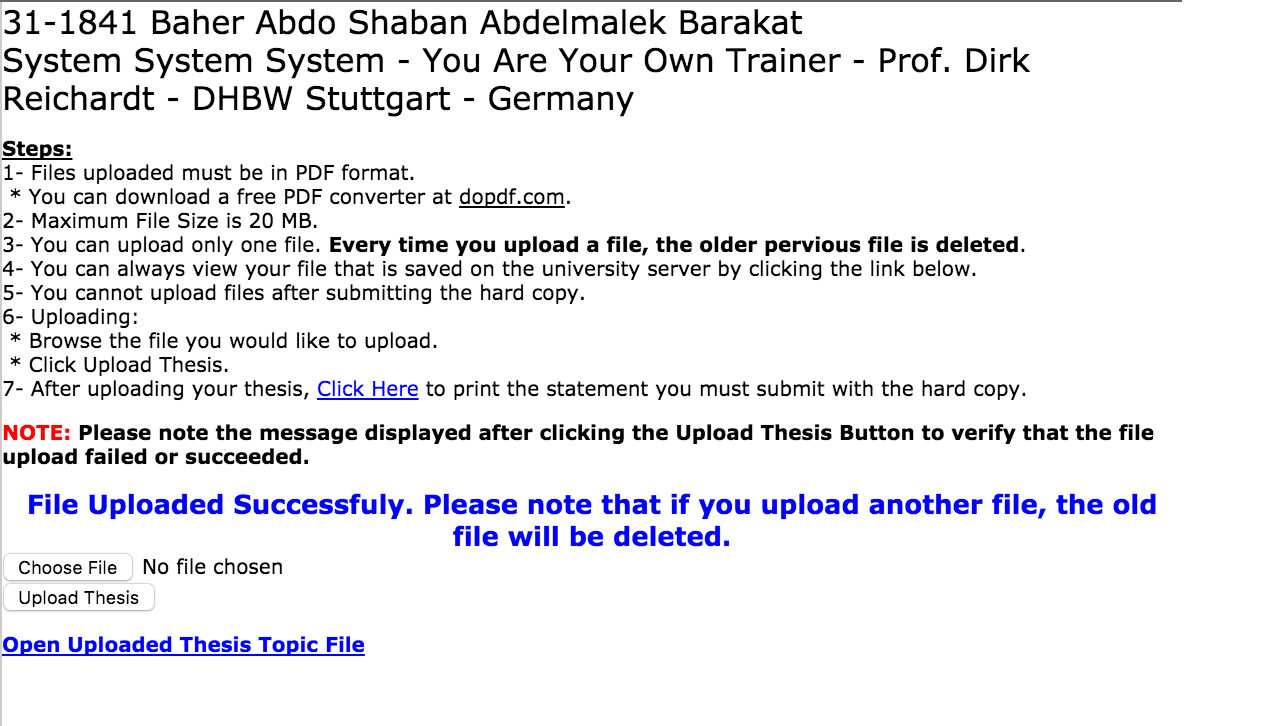 31-1841 Baher Abdo Shaban Abdelmalek Barakat
System System System - You Are Your Own Trainer - Prof. Dirk
Reichardt - DHBW Stuttgart - Germany
Steps:
1- Files uploaded must be in PDF format.
* You can download a free PDF converter at dopdf.com.
2- Maximum File Size is 20 MB.
3- You can upload only one file. Every time you upload a file, the older pervious file is deleted.
4- You can always view your file that is saved on the university server by clicking the link below.
5- You cannot upload files after submitting the hard copy.
6- Uploading:
* Browse the file you would like to upload.
* Click Upload Thesis.
7- After uploading your thesis, Click Here to print the statement you must submit with the hard copy.
NOTE: Please note the message displayed after clicking the Upload Thesis Button to verify that the file
upload failed or succeeded.
File Uploaded Successfuly. Please note that if you upload another file, the old
file will be deleted.
Choose File No file chosen
Upload Thesis
Open Uploaded Thesis Topic File